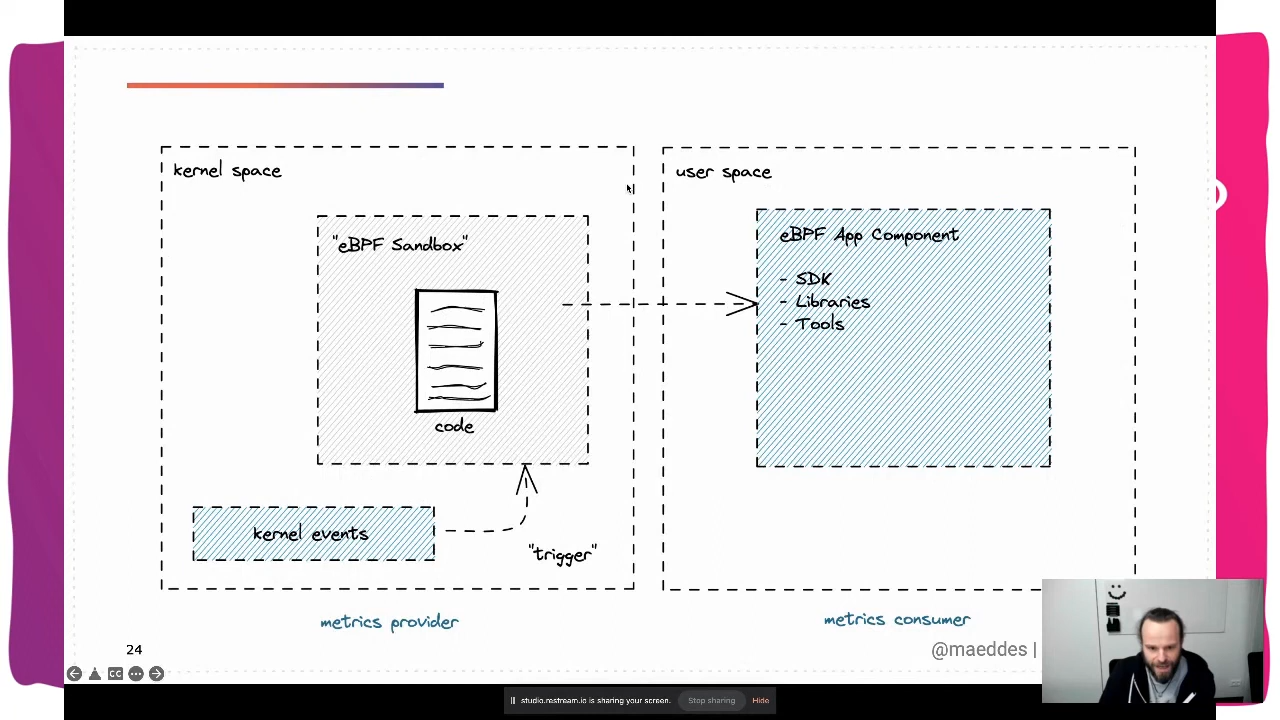 kernel space
"eBPF Sandbox"
code
kernel events
"trigger"
metrics provider
user space
eBPF App Component
- SDK
- Libraries
- Tools
metrics consumer
24
@maeddes |
CC
studio.restream.io is sharing your screen.
Stop sharing
Hide